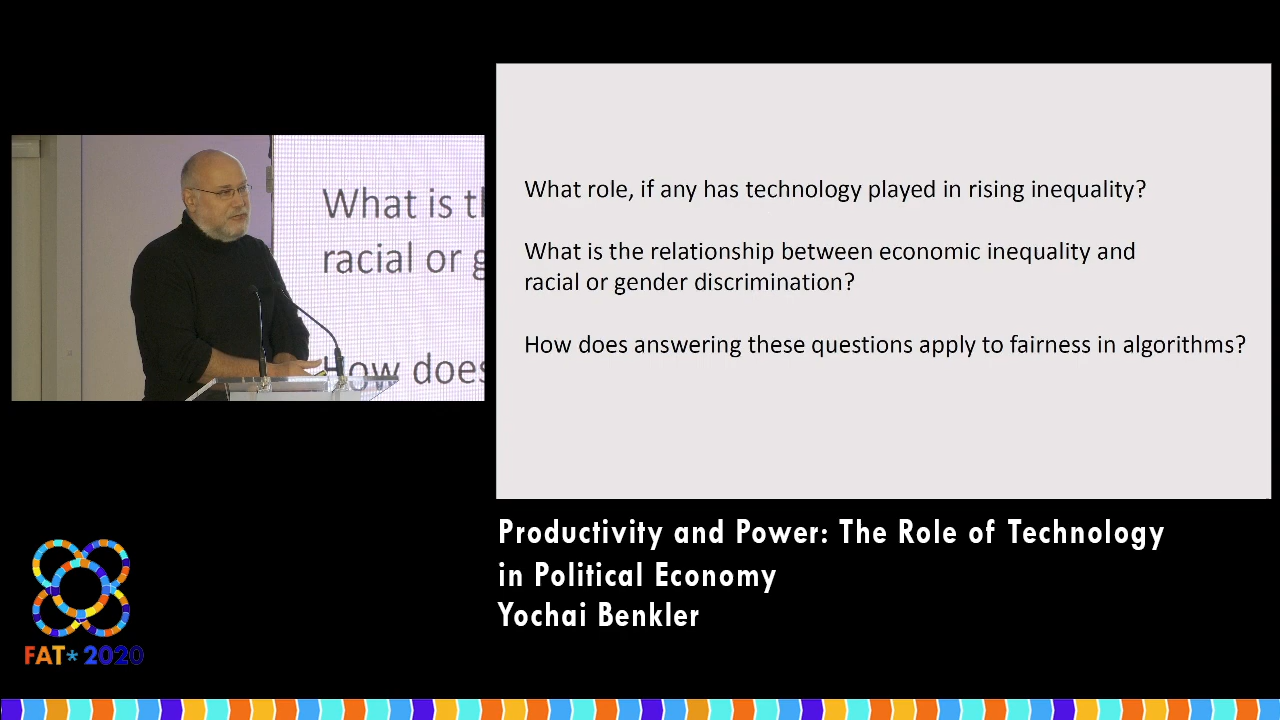 What is t
racial or g
How does
What role, if any has technology played in rising inequality?
What is the relationship between economic inequality and
racial or gender discrimination?
How does answering these questions apply to fairness in algorithms?
Productivity and Power: The Role of Technology
in Political Economy
Yochai Benkler
FAT* 2020